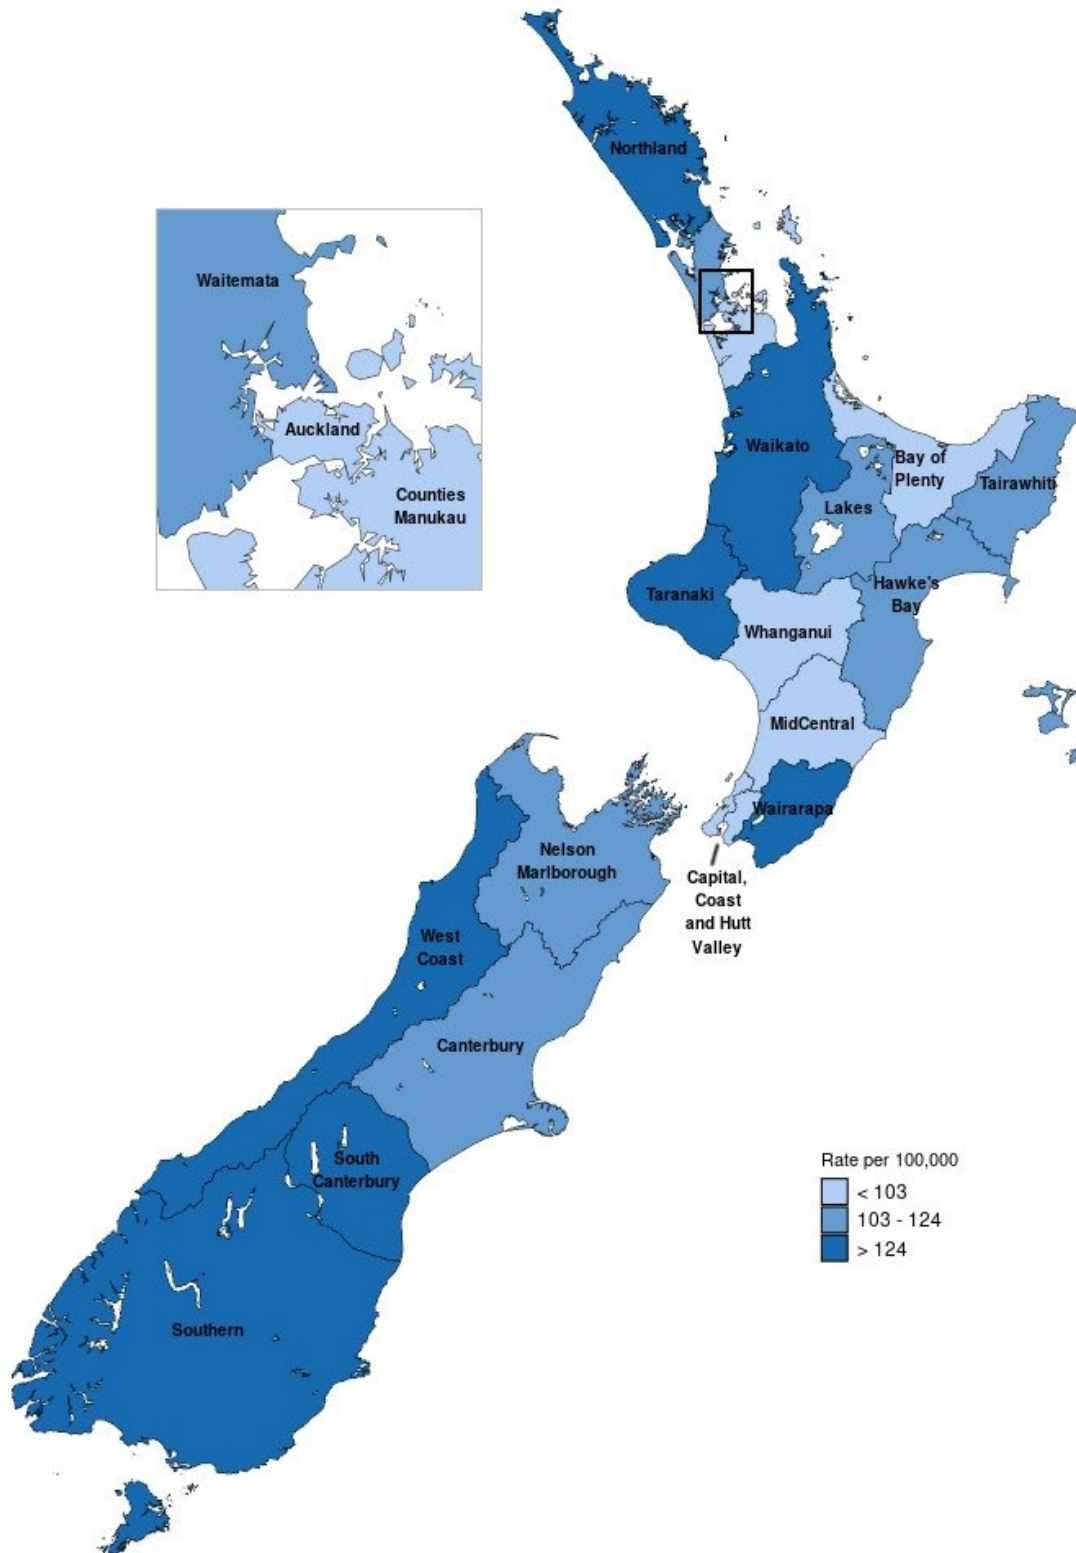 Northland
Waitemata
Auckland
Counties
Manukau
Waikato
Bay of
Plenty
Tairawhiti
Lakes
Hawke's
Bay
Taranaki
Whanganui
MidCentral
Wairarapa
Nelson
Marlborough
Capital,
Coast
and Hutt
Valley
West
Coast
Canterbury
South
Canterbury
Rate per 100,000
< 103
103 - 124
> 124
Southern